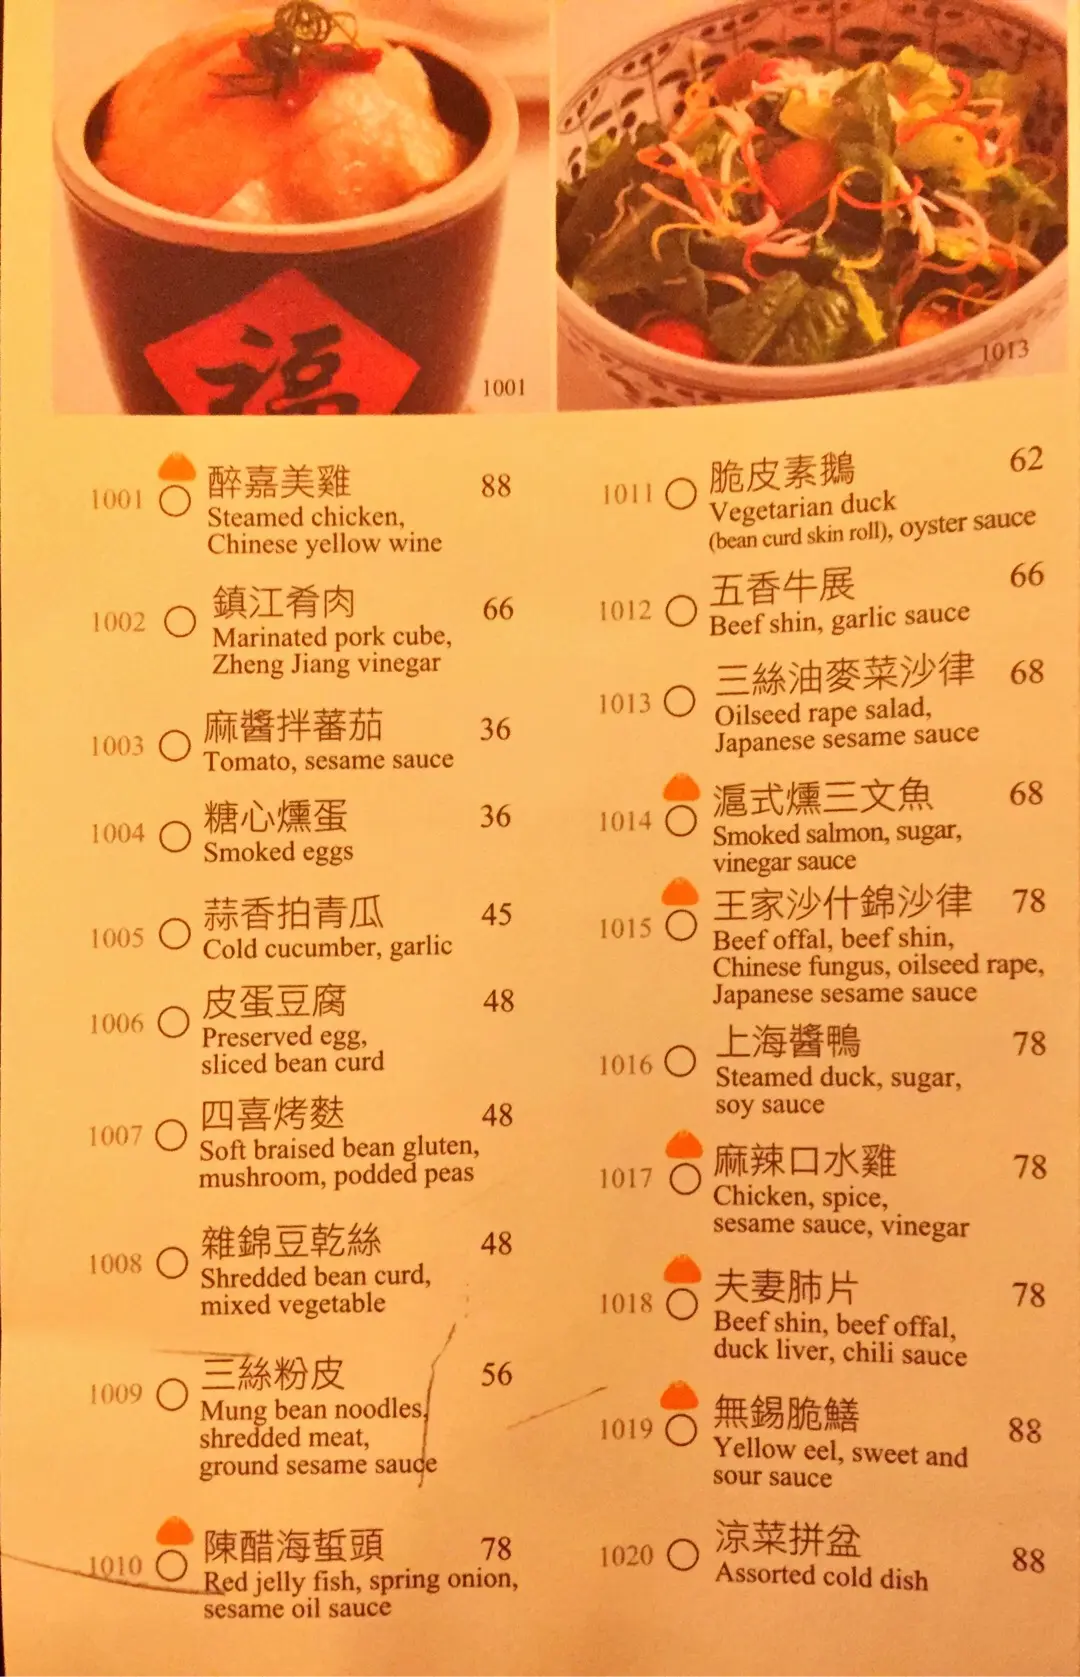 福
1001
1013
1001 醉嘉美雞 88
Steamed chicken,
Chinese yellow wine
1002 鎮江肴肉 66
Marinated pork cube,
Zheng Jiang vinegar
1003 麻醬拌蕃茄 36
Tomato, sesame sauce
1004 糖心燻蛋 36
Smoked eggs
1005 蒜香拍青瓜 45
Cold cucumber, garlic
1006 皮蛋豆腐 48
Preserved egg,
sliced bean curd
1007 四喜烤麩 48
Soft braised bean gluten,
mushroom, podded peas
1008 雜錦豆乾絲 48
Shredded bean curd,
mixed vegetable
1009 三絲粉皮 56
Mung bean noodles,
shredded meat,
ground sesame sauce
1010 陳醋海蜇頭 78
Red jelly fish, spring onion,
sesame oil sauce
1011 脆皮素鵝 62
Vegetarian duck
(bean curd skin roll), oyster sauce
1012 五香牛展 66
Beef shin, garlic sauce
1013 三絲油麥菜沙律 68
Oilseed rape salad,
Japanese sesame sauce
1014 滬式燻三文魚 68
Smoked salmon, sugar,
vinegar sauce
1015 王家沙什錦沙律 78
Beef offal, beef shin,
Chinese fungus, oilseed rape,
Japanese sesame sauce
1016 上海醬鴨 78
Steamed duck, sugar,
soy sauce
1017 麻辣口水雞 78
Chicken, spice,
sesame sauce, vinegar
1018 夫妻肺片 78
Beef shin, beef offal,
duck liver, chili sauce
1019 無錫脆鱔 88
Yellow eel, sweet and
sour sauce
1020 涼菜拼盆 88
Assorted cold dish